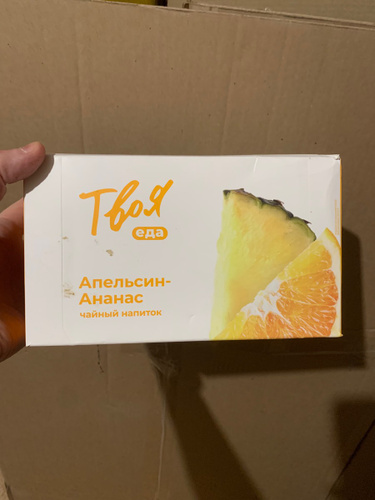 Твоя
еда
Апельсин-
Ананас
чайный напиток